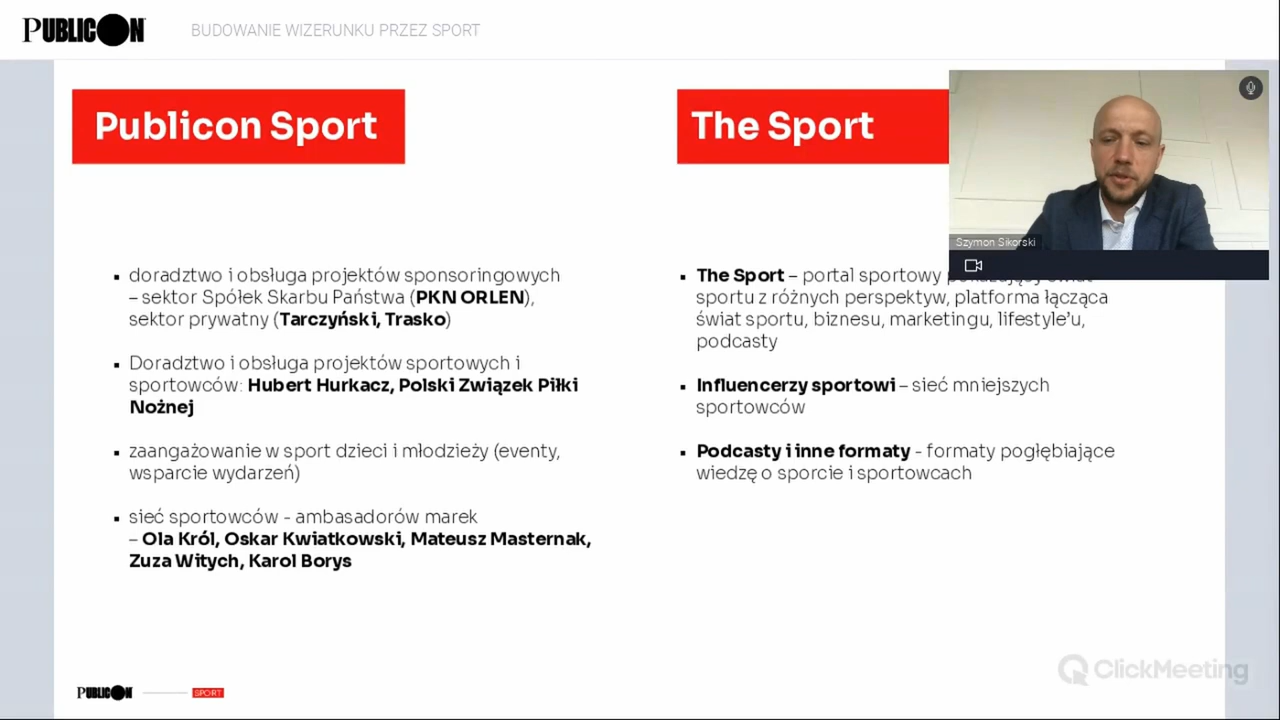 PUBLICON
BUDOWANIE WIZERUNKU PRZEZ SPORT
Publicon Sport
▪ doradztwo i obsługa projektów sponsoringowych
– sektor Spółek Skarbu Państwa (PKN ORLEN),
sektor prywatny (Tarczyński, Trasko)
▪ Doradztwo i obsługa projektów sportowych i
sportowców: Hubert Hurkacz, Polski Związek Piłki
Nożnej
▪ zaangażowanie w sport dzieci i młodzieży (eventy,
wsparcie wydarzeń)
▪ sieć sportowców - ambasadorów marek
– Ola Król, Oskar Kwiatkowski, Mateusz Masternak,
Zuza Witych, Karol Borys
The Sport
▪ The Sport – portal sportowy
sportu z różnych perspektyw, platforma łącząca
świat sportu, biznesu, marketingu, lifestyle’u,
podcasty
▪ Influencerzy sportowi – sieć mniejszych
sportowców
▪ Podcasty i inne formaty - formaty pogłębiające
wiedzę o sporcie i sportowcach
Szymon Sikorski
PUBLICON
SPORT
ClickMeeting